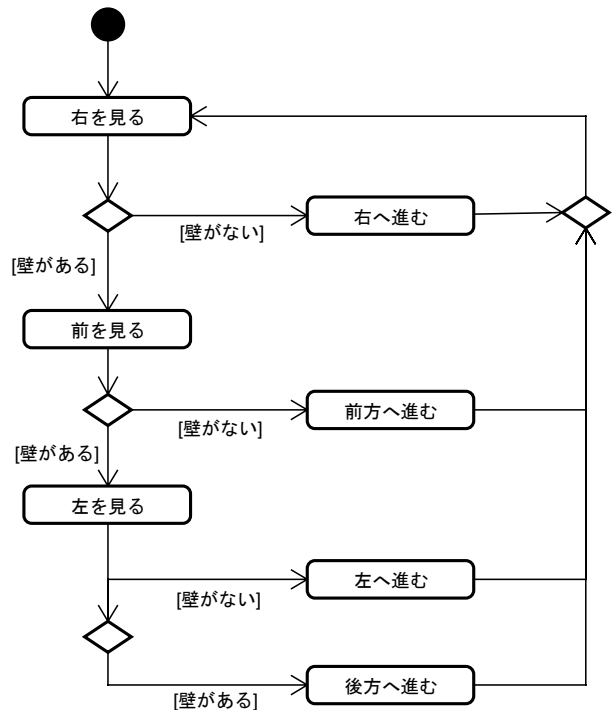 右を見る
右へ進む
[壁がない]
[壁がある]
前を見る
前方へ進む
[壁がない]
[壁がある]
左を見る
左へ進む
[壁がない]
後方へ進む
[壁がある]